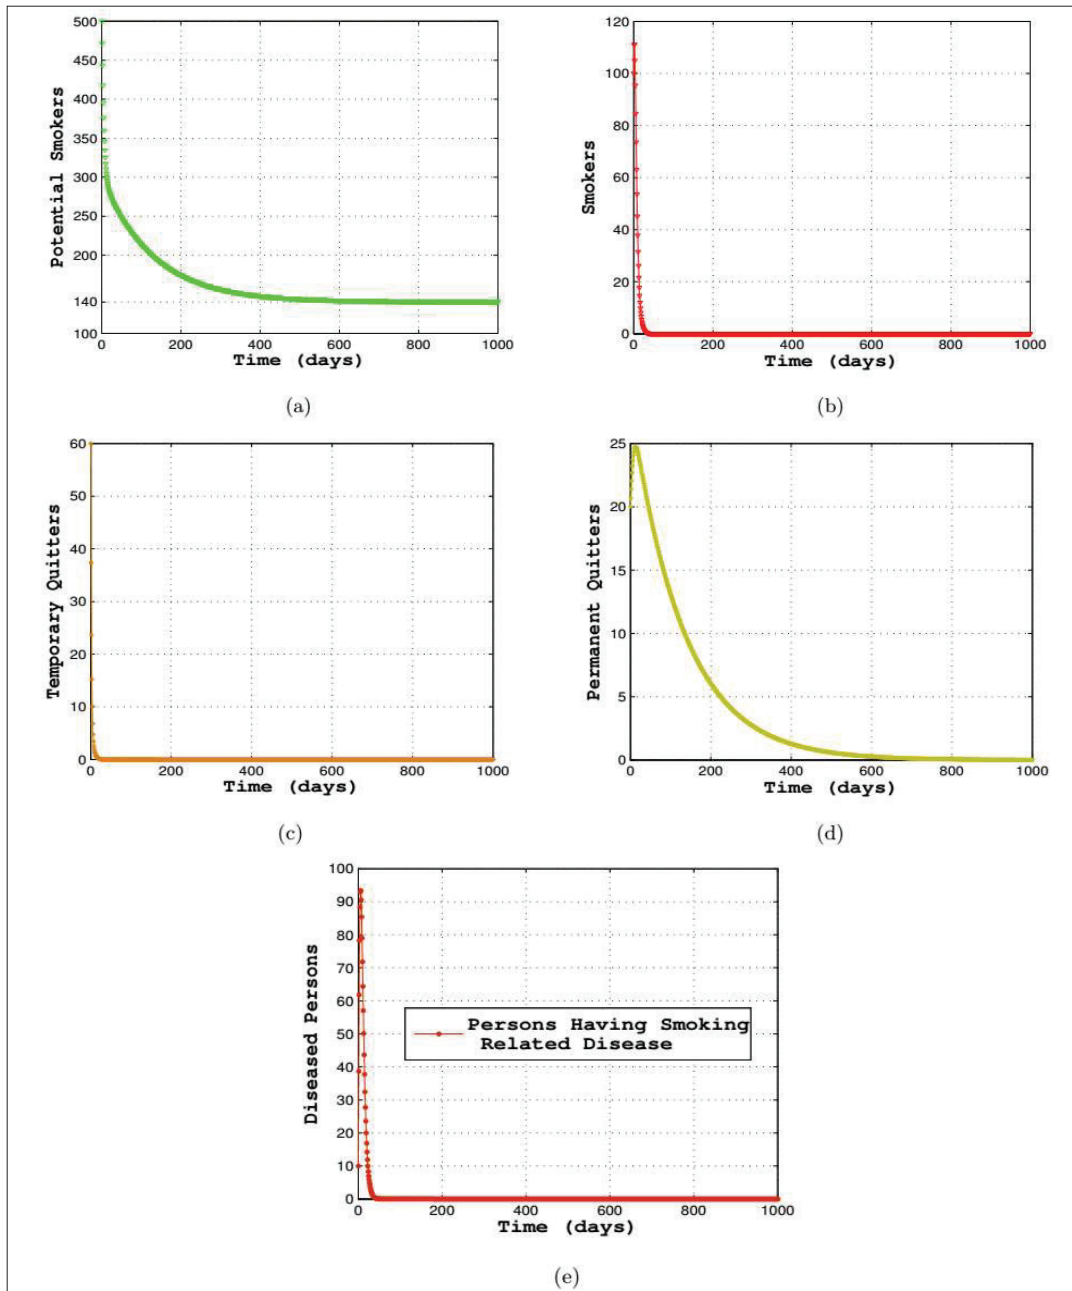 500
450
400
350
300
250
200
140
100
Potential Smokers
0 200 400 600 800 1000
Time (days)
(a)
120
100
80
60
40
20
0
Smokers
0 200 400 600 800 1000
Time (days)
(b)
60
50
40
30
20
10
0
Temporary Quitters
0 200 400 600 800 1000
Time (days)
(c)
25
20
15
10
5
0
Permanent Quitters
0 200 400 600 800 1000
Time (days)
(d)
100
90
80
70
60
50
40
30
20
10
0
Diseased Persons
Persons Having Smoking
Related Disease
0 200 400 600 800 1000
Time (days)
(e)